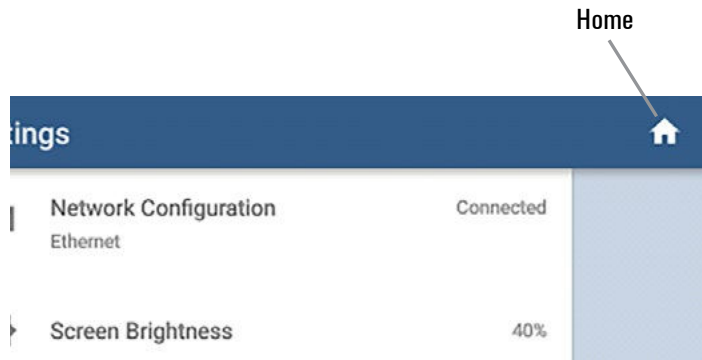 Home
tings
Network Configuration
Connected
Ethernet
Screen Brightness
40%